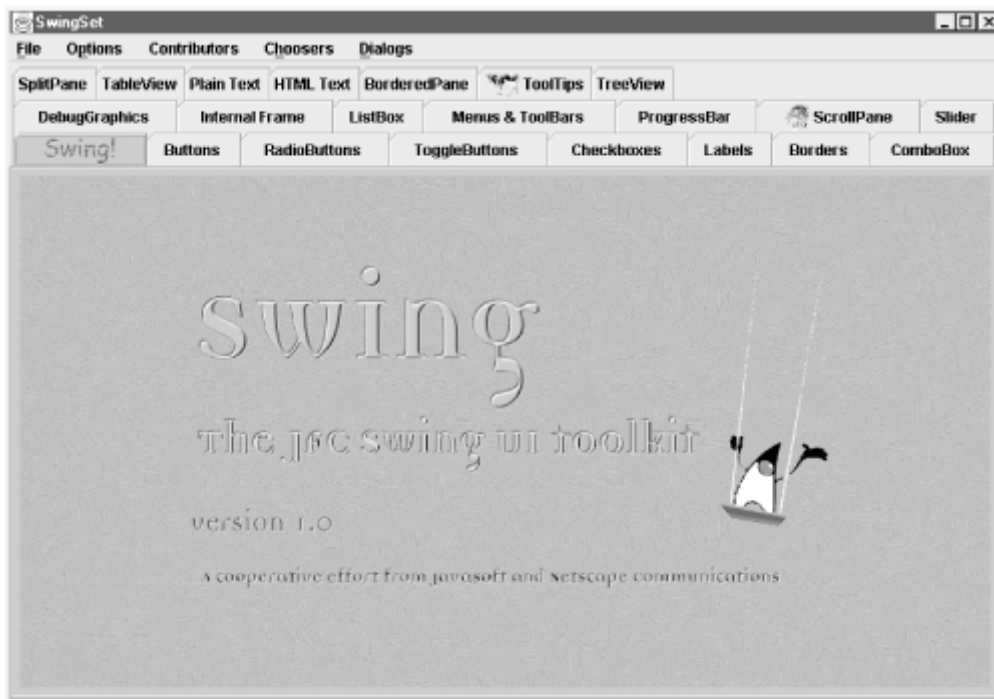 SwingSet
File Options Contributors Choosers Dialogs
SplitPane TableView Plain Text HTML Text BorderedPane ToolTips TreeView
DebugGraphics Internal Frame ListBox Menus & ToolBars ProgressBar ScrollPane Slider
Swing! Buttons RadioButtons ToggleButtons Checkboxes Labels Borders ComboBox
swing
The JFC swing UI toolkit
version 1.0
A cooperative effort from Javasoft and Netscape communications